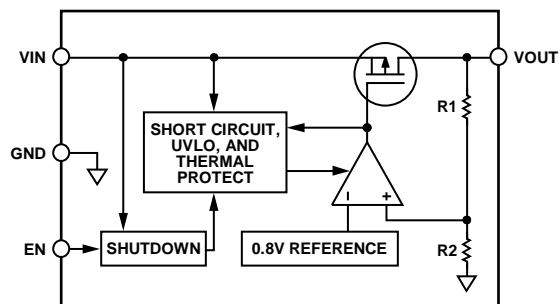 VIN
VOUT
R1
SHORT CIRCUIT,
UVLO, AND
THERMAL
PROTECT
GND
– +
EN
SHUTDOWN
0.8V REFERENCE
R2